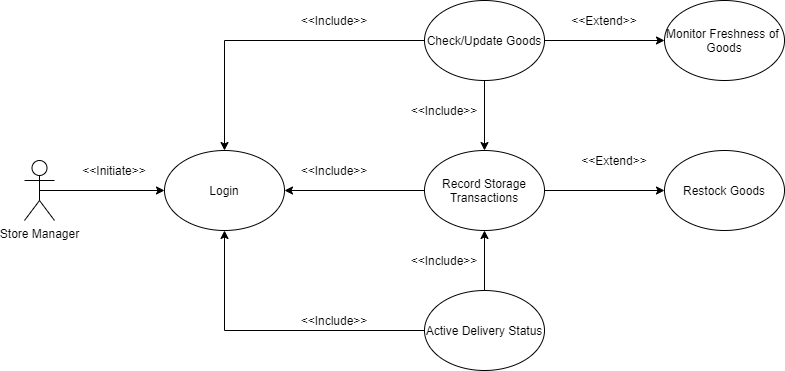 <<Include>>
<<Extend>>
Check/Update Goods
Monitor Freshness of
Goods
<<Include>>
<<Initiate>>
<<Include>>
<<Extend>>
Login
Record Storage
Transactions
Restock Goods
Store Manager
<<Include>>
<<Include>>
Active Delivery Status